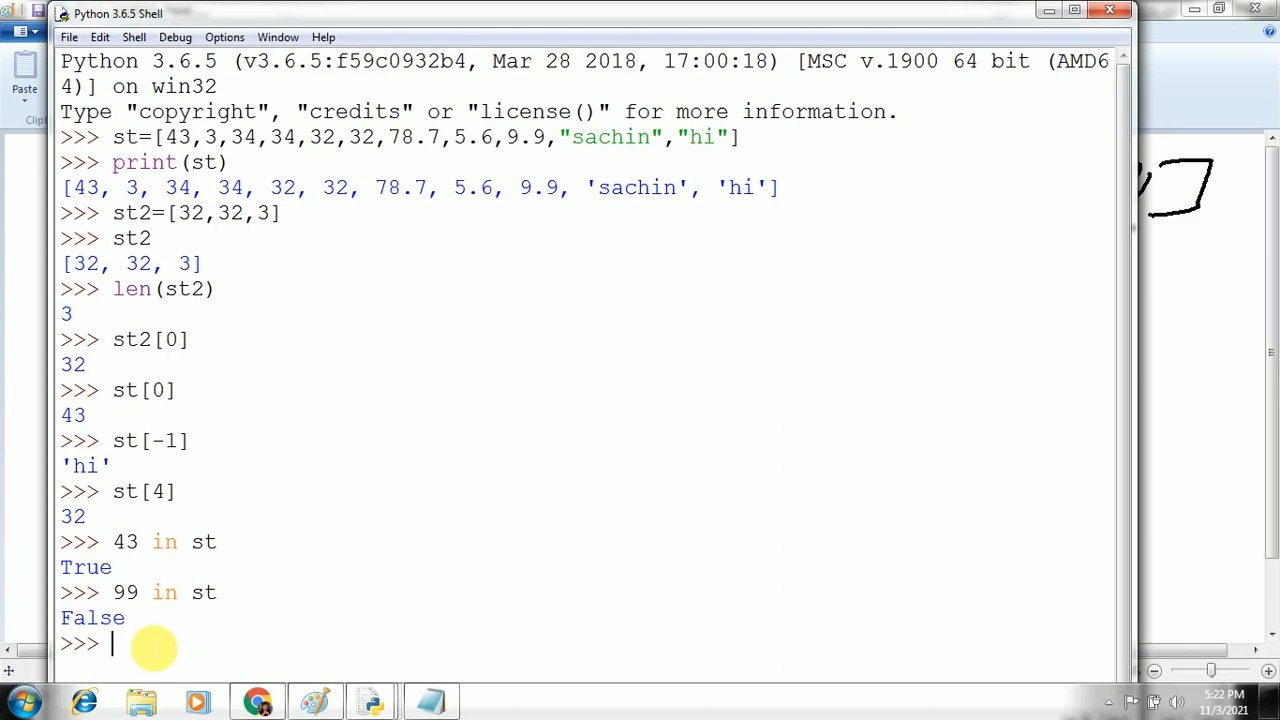 Python 3.6.5 Shell
File Edit Shell Debug Options Window Help
Paste
Python 3.6.5 (v3.6.5:f59c0932b4, Mar 28 2018, 17:00:18) [MSC v.1900 64 bit (AMD6
4)] on win32
Type "copyright", "credits" or "license()" for more information.
>>> st=[43,3,34,34,32,32,78.7,5.6,9.9,"sachin","hi"]
>>> print(st)
[43, 3, 34, 34, 32, 32, 78.7, 5.6, 9.9, 'sachin', 'hi']
>>> st2=[32,32,3]
>>> st2
[32, 32, 3]
>>> len(st2)
3
>>> st2[0]
32
>>> st[0]
43
>>> st[-1]
'hi'
>>> st[4]
32
>>> 43 in st
True
>>> 99 in st
False
>>>
5:22 PM
11/3/2021